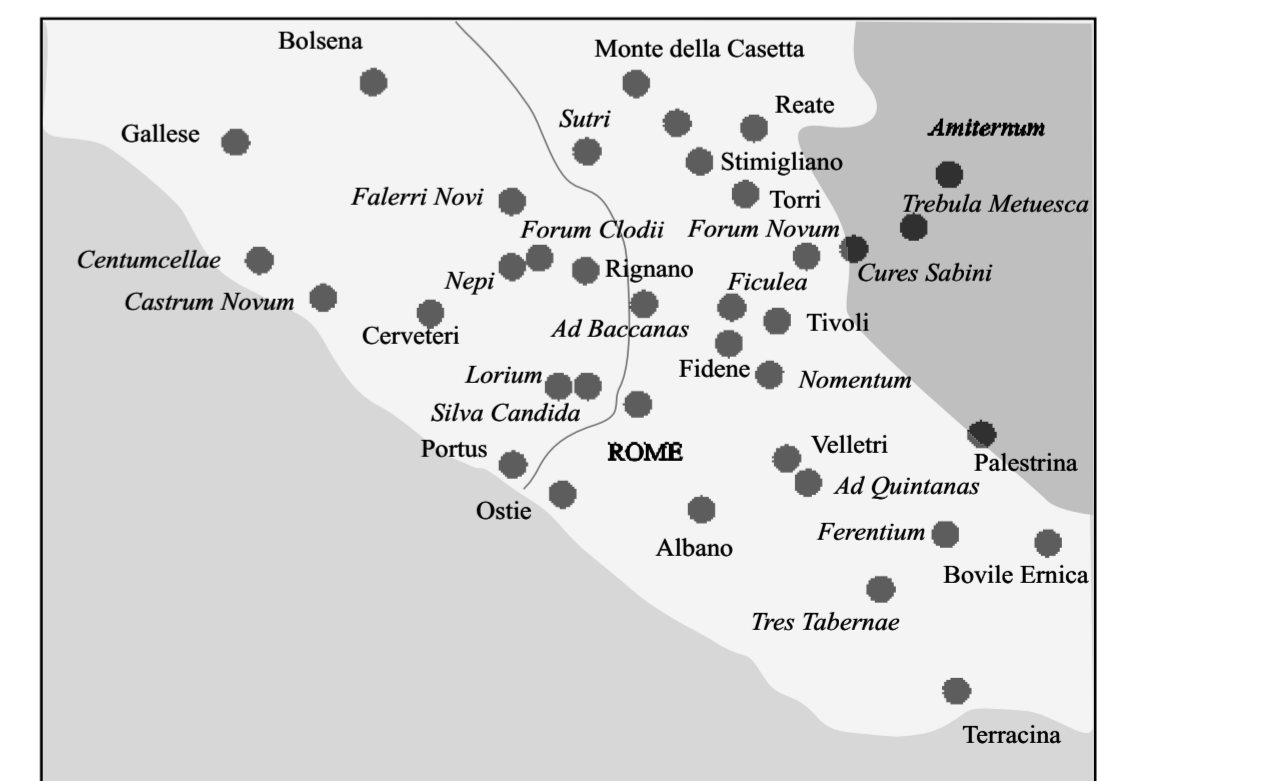 Bolsena
Monte della Casetta
Reate
Sutri
Amiternum
Gallese
Stimigliano
Falerri Novi
Torri
Trebula Metuesca
Forum Clodii
Forum Novum
Centumcellae
Rignano
Cures Sabini
Nepi
Ficulea
Castrum Novum
Ad Baccanas
Tivoli
Cerveteri
Fidene
Lorium
Nomentum
Silva Candida
Portus
ROME
Velletri
Palestrina
Ad Quintanas
Ostie
Ferentium
Albano
Bovile Ernica
Tres Tabernae
Terracina